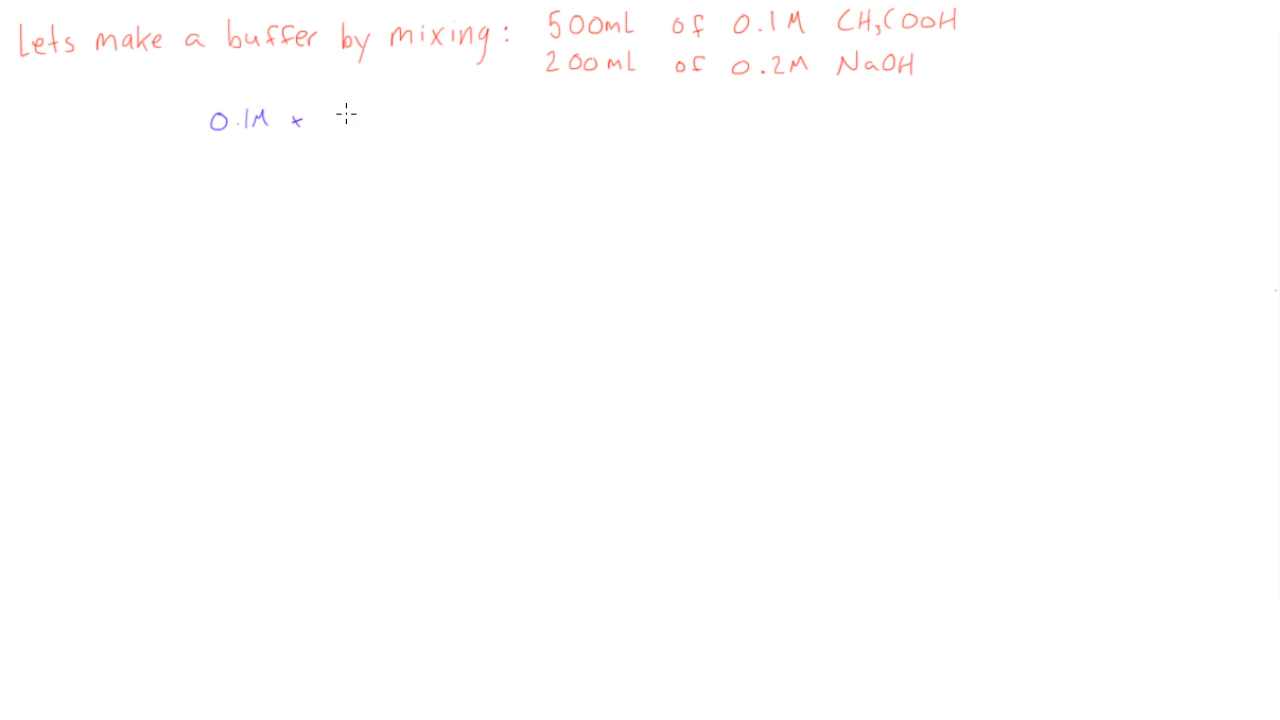 Lets make a buffer by mixing: 500mL of 0.1M CH₃COOH
200mL of 0.2M NaOH
0.1M ×